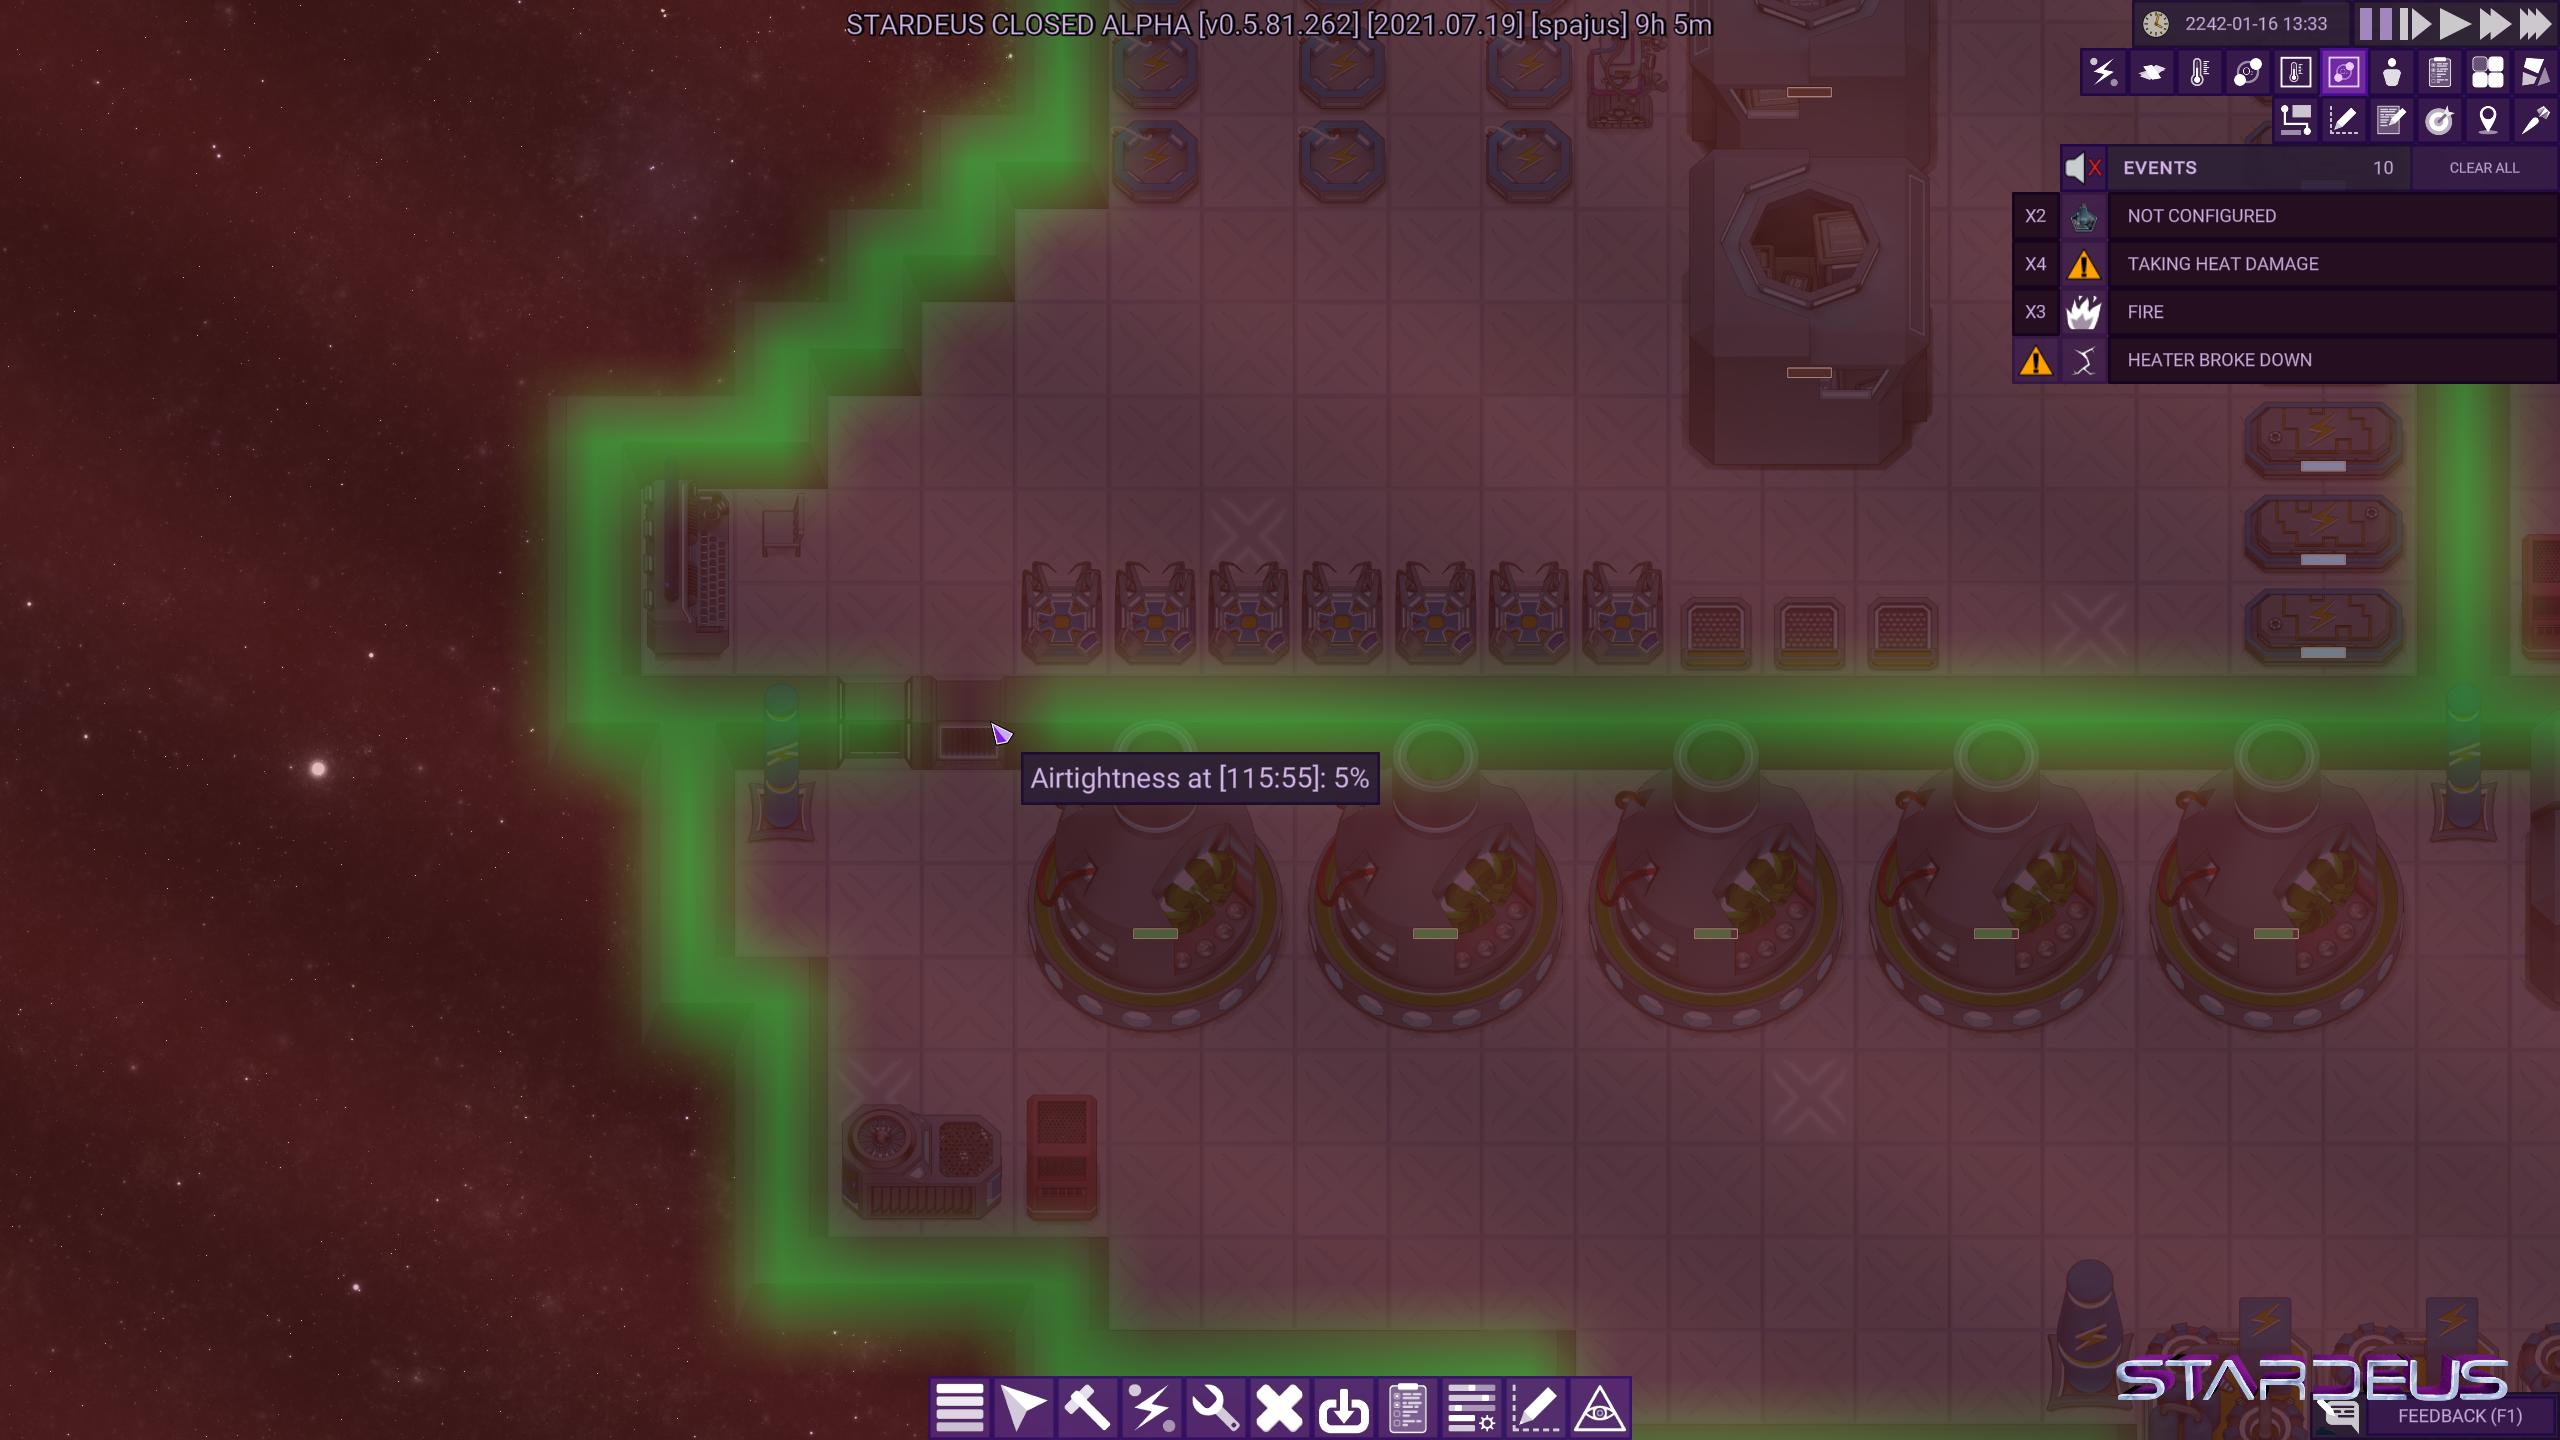 STARDEUS CLOSED ALPHA [v0.5.81.262] [2021.07.19] [spajus] 9h 5m
2242-01-16 13:33
EVENTS 10 CLEAR ALL
X2 NOT CONFIGURED
X4 TAKING HEAT DAMAGE
X3 FIRE
HEATER BROKE DOWN
Airtightness at [115:55]: 5%
STARDEUS
FEEDBACK (F1)